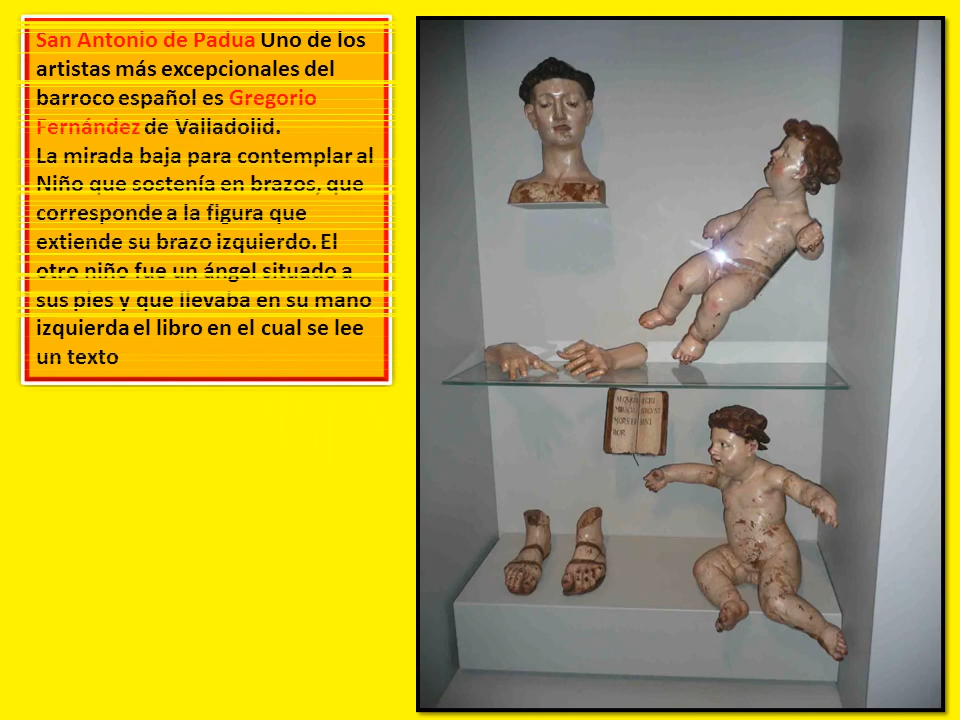 San Antonio de Padua Uno de los
artistas más excepcionales del
barroco español es Gregorio
Fernández de Valladolid.
La mirada baja para contemplar al
Niño que sostenía en brazos, que
corresponde a la figura que
extiende su brazo izquierdo. El
otro niño fue un ángel situado a
sus pies y que llevaba en su mano
izquierda el libro en el cual se lee
un texto
MORS